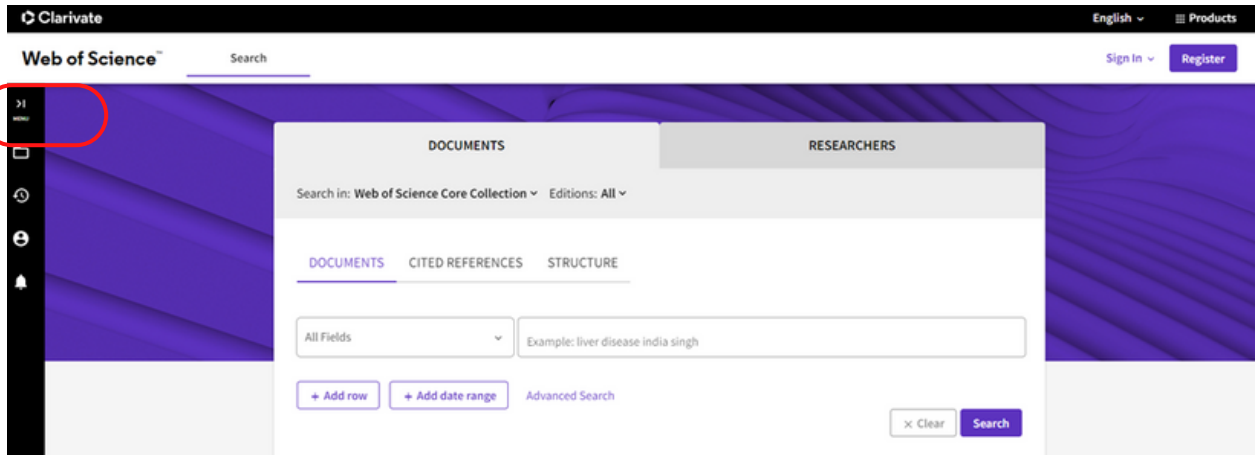 Clarivate English Products
Web of Science™ Search Sign In Register
MENU
DOCUMENTS RESEARCHERS
Search in: Web of Science Core Collection Editions: All
DOCUMENTS CITED REFERENCES STRUCTURE
All Fields Example: liver disease india singh
+ Add row + Add date range Advanced Search
× Clear Search